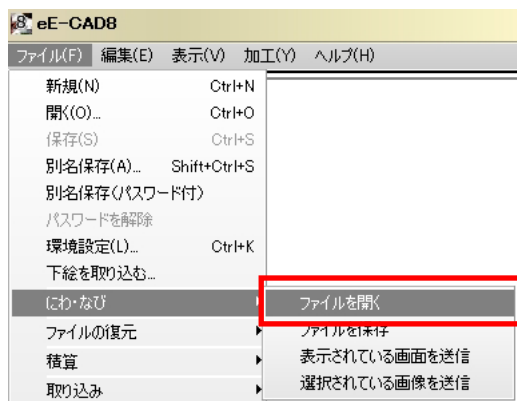 eE-CAD8
ファイル(F) 編集(E) 表示(V) 加工(Y) ヘルプ(H)
新規(N) Ctrl+N
開く(O)... Ctrl+O
保存(S) Ctrl+S
別名保存(A)... Shift+Ctrl+S
別名保存(パスワード付)
パスワードを解除
環境設定(L)... Ctrl+K
下絵を取り込む...
にわ・なび
ファイルを開く
ファイルの復元
ファイルを保存
積算
表示されている画面を送信
取り込み
選択されている画像を送信